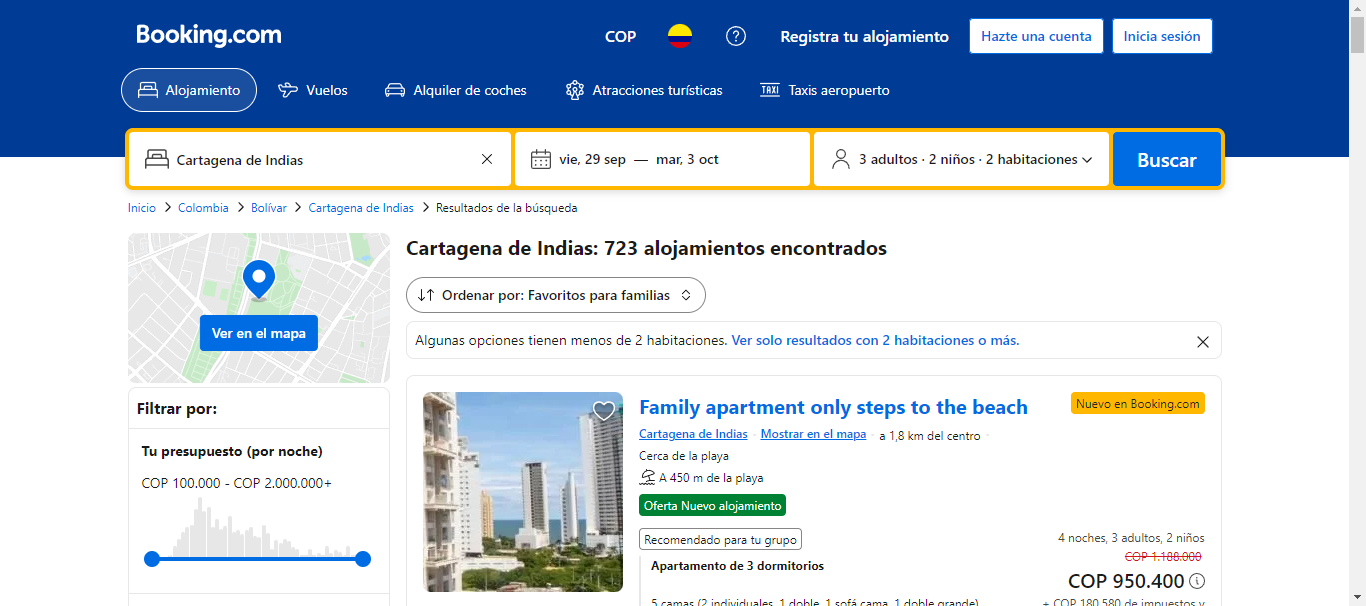 Booking.com
COP
Registra tu alojamiento
Hazte una cuenta
Inicia sesión
Alojamiento
Vuelos
Alquiler de coches
Atracciones turísticas
TAXI
Taxis aeropuerto
Cartagena de Indias
vie, 29 sep — mar, 3 oct
3 adultos · 2 niños · 2 habitaciones
Buscar
Inicio > Colombia > Bolívar > Cartagena de Indias > Resultados de la búsqueda
Ver en el mapa
Filtrar por:
Tu presupuesto (por noche)
COP 100.000 - COP 2.000.000+
Cartagena de Indias: 723 alojamientos encontrados
Ordenar por: Favoritos para familias
Algunas opciones tienen menos de 2 habitaciones. Ver solo resultados con 2 habitaciones o más.
Family apartment only steps to the beach
Nuevo en Booking.com
Cartagena de Indias · Mostrar en el mapa · a 1,8 km del centro ·
Cerca de la playa
A 450 m de la playa
Oferta Nuevo alojamiento
Recomendado para tu grupo
Apartamento de 3 dormitorios
5 camas (2 individuales, 1 doble, 1 sofá cama, 1 doble grande)
4 noches, 3 adultos, 2 niños
COP 1.188.000
COP 950.400
+ COP 180.580 de impuestos y